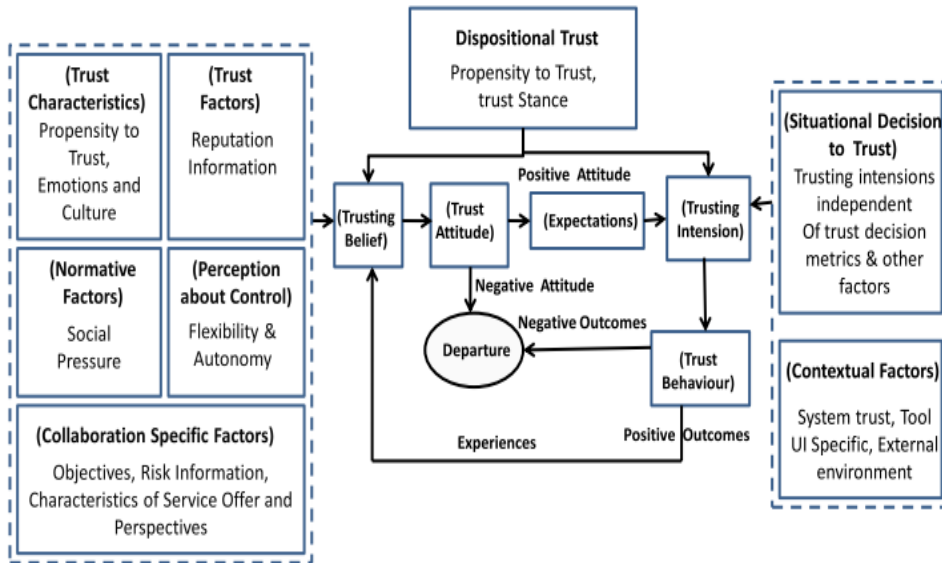 (Trust
Characteristics)
Propensity to
Trust,
Emotions and
Culture
(Trust
Factors)
Reputation
Information
(Normative
Factors)
Social
Pressure
(Perception
about Control)
Flexibility &
Autonomy
(Collaboration Specific Factors)
Objectives, Risk Information,
Characteristics of Service Offer and
Perspectives
Dispositional Trust
Propensity to Trust,
trust Stance
(Trusting
Belief)
(Trust
Attitude)
Positive Attitude
(Expectations)
(Trusting
Intension)
Negative Attitude
Negative Outcomes
Departure
(Trust
Behaviour)
Experiences
Positive Outcomes
(Situational Decision
to Trust)
Trusting intensions
independent
Of trust decision
metrics & other
factors
(Contextual Factors)
System trust, Tool
UI Specific, External
environment